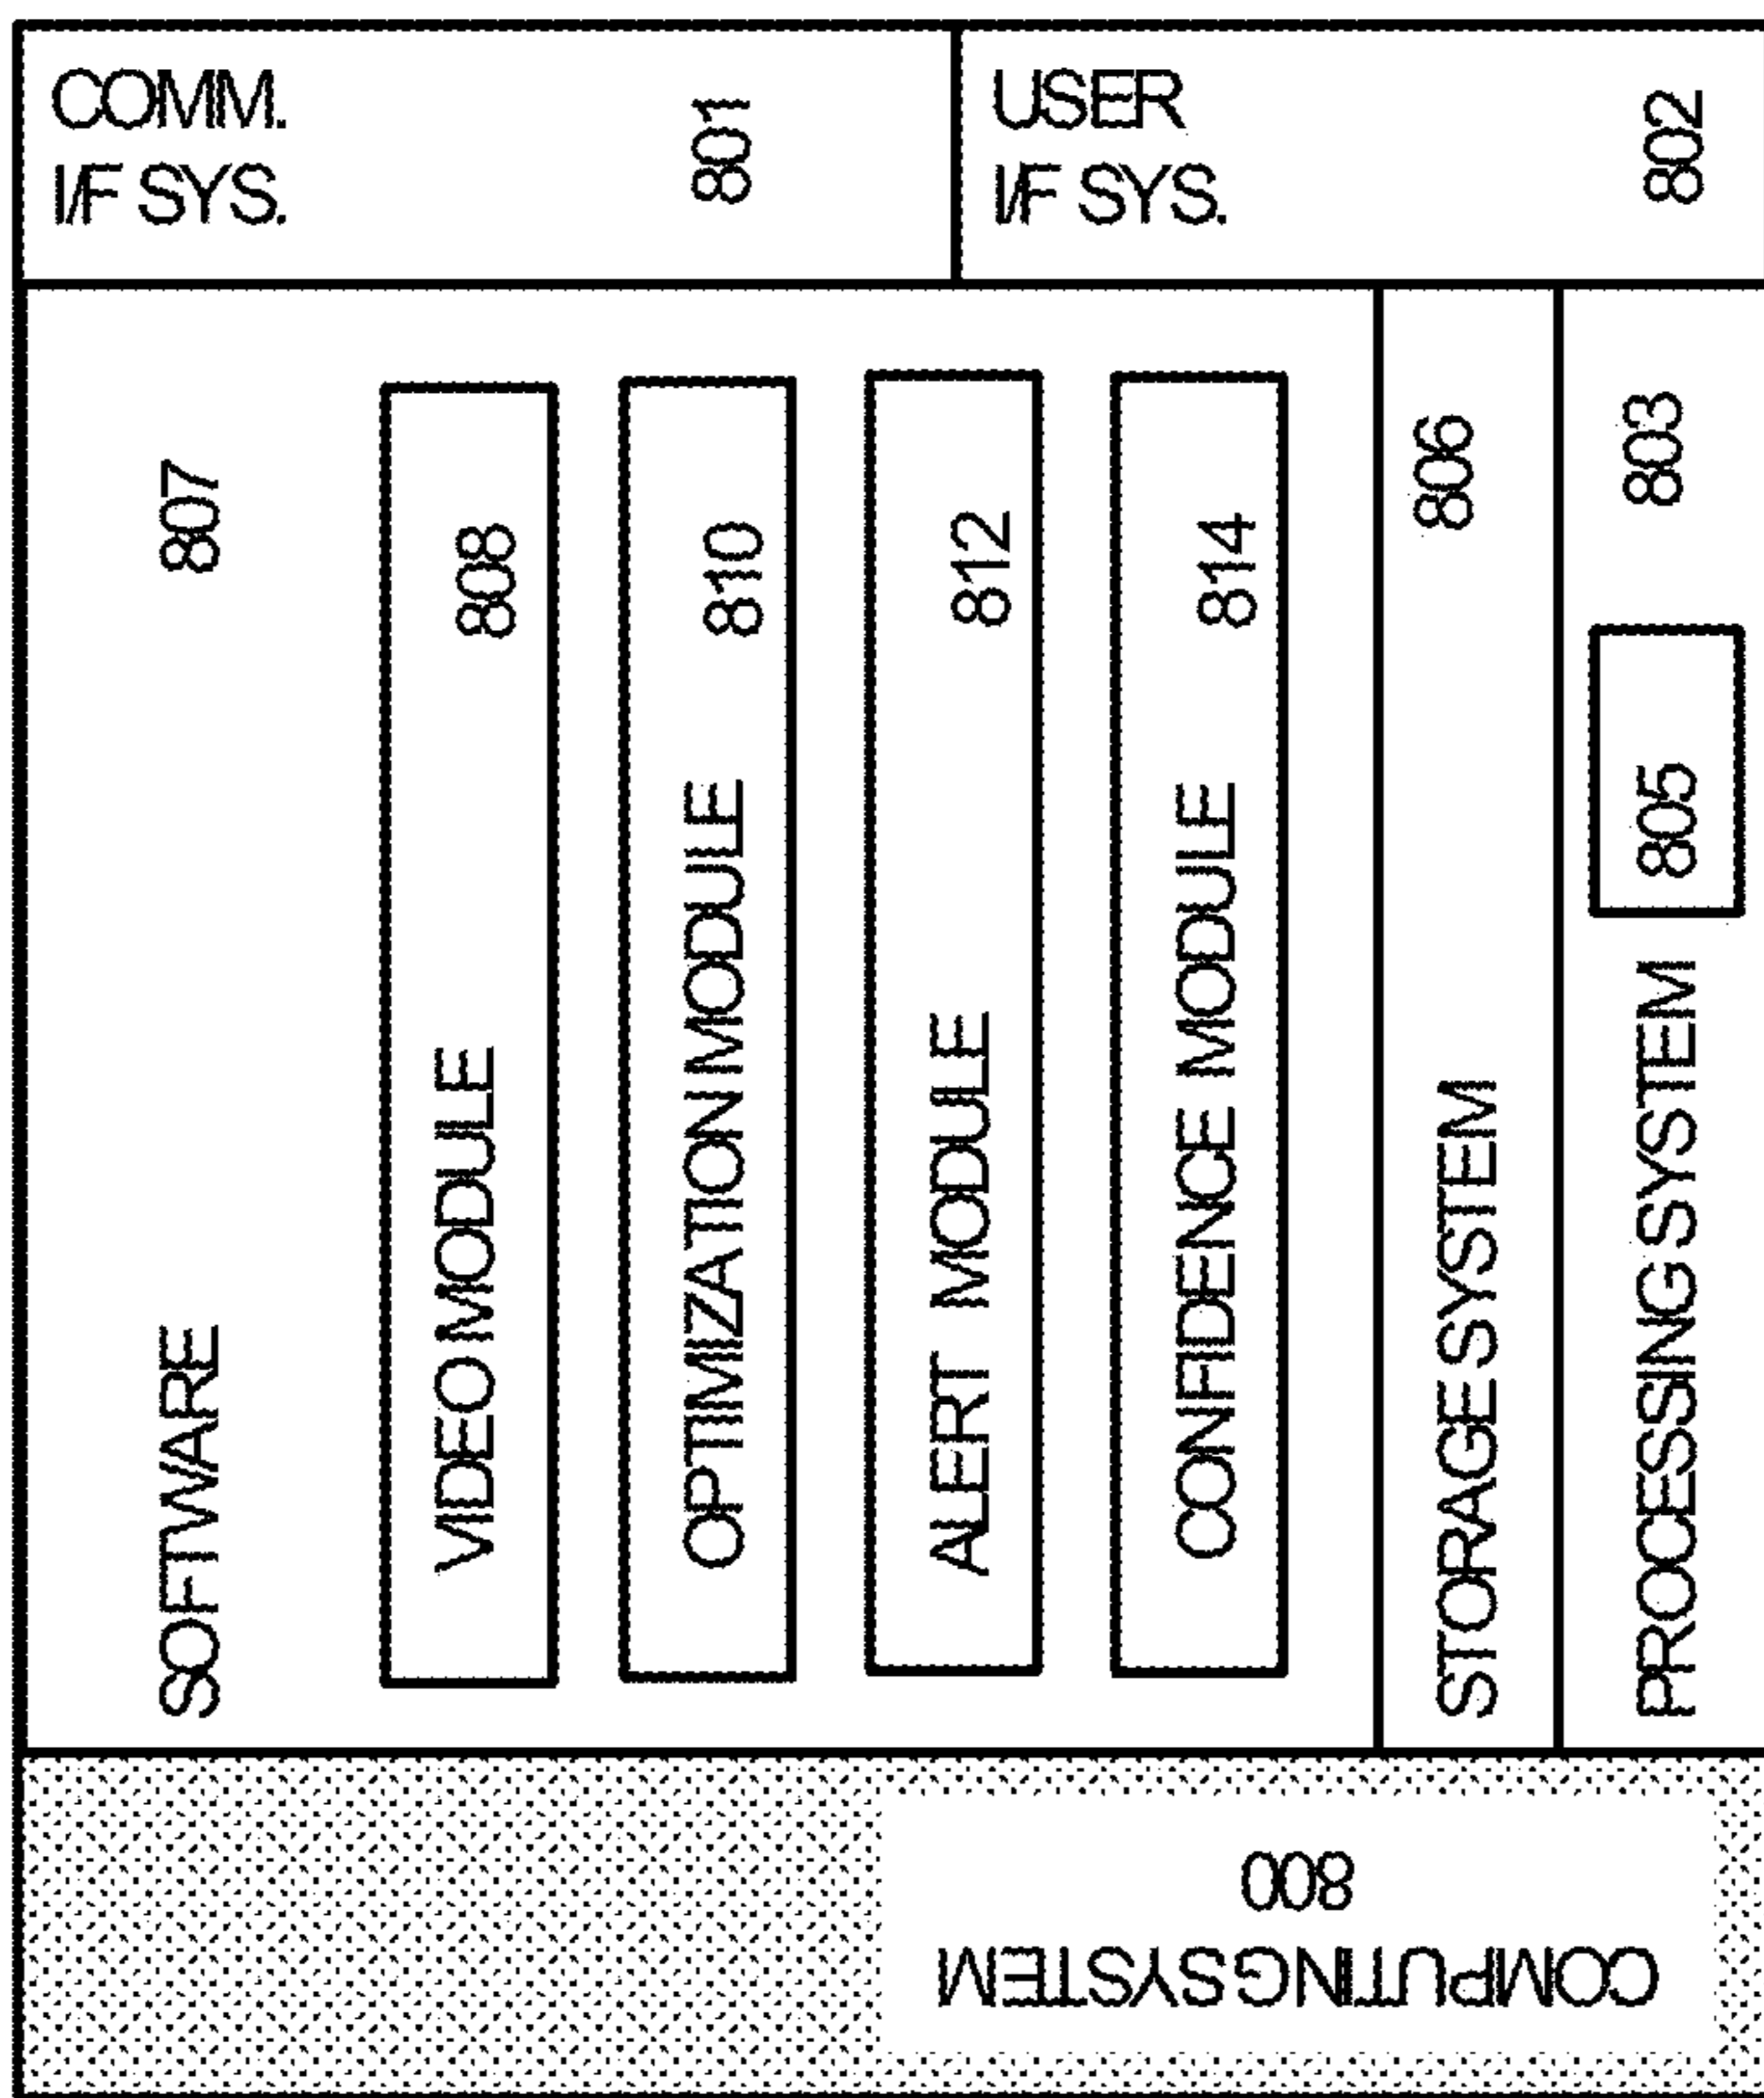 COMM.
I/F SYS.
801
USER
I/F SYS.
802
SOFTWARE 807
VIDEO MODULE 808
OPTIMIZATION MODULE 810
ALERT MODULE 812
CONFIDENCE MODULE 814
STORAGE SYSTEM 806
PROCESSING SYSTEM 805 803
COMPUTING SYSTEM
800